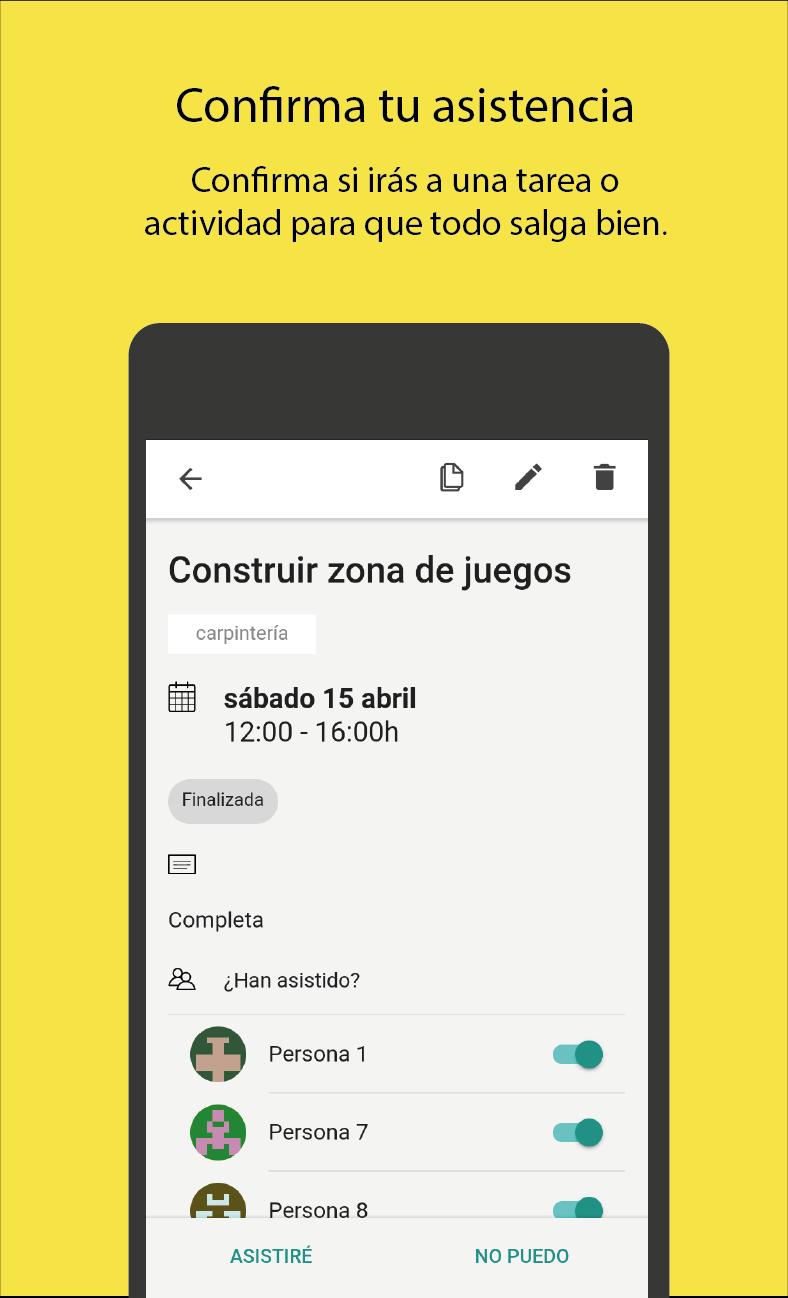 Confirma tu asistencia
Confirma si irás a una tarea o
actividad para que todo salga bien.
Construir zona de juegos
carpintería
sábado 15 abril
12:00 - 16:00h
Finalizada
Completa
¿Han asistido?
Persona 1
Persona 7
Persona 8
ASISTIRÉ NO PUEDO